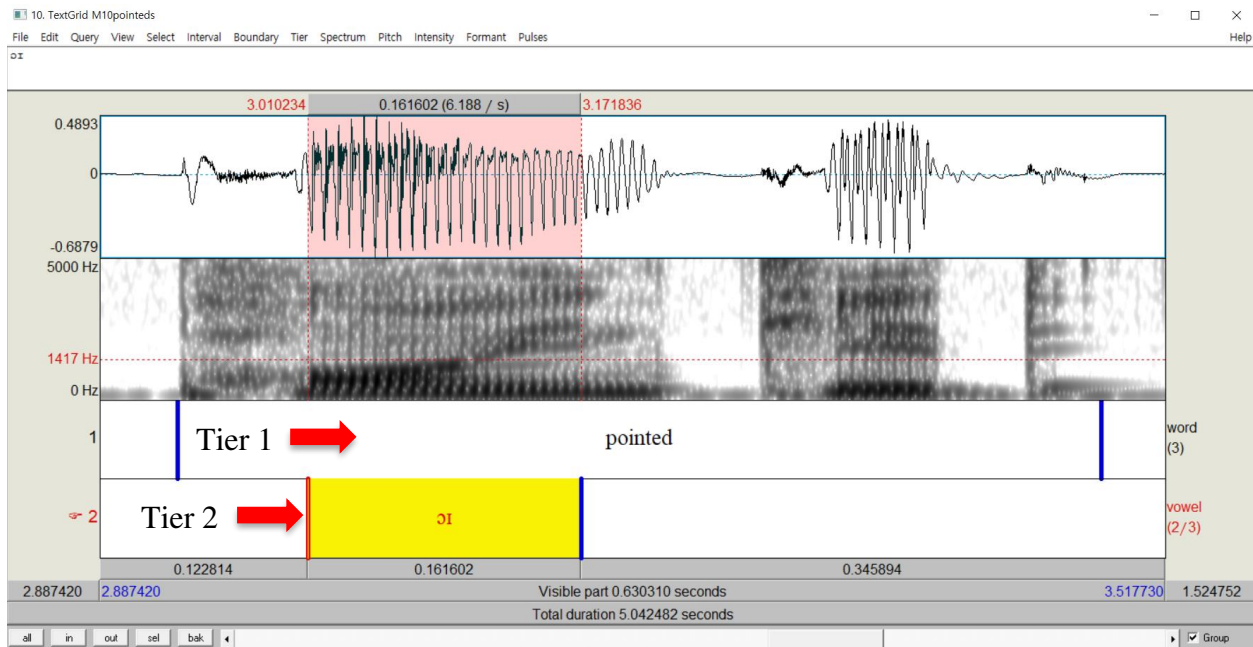 10. TextGrid M10pointeds
File Edit Query View Select Interval Boundary Tier Spectrum Pitch Intensity Formant Pulses Help
ɔɪ
3.010234 0.161602 (6.188 / s) 3.171836
0.4893
0
-0.6879
5000 Hz
1417 Hz
0 Hz
1 Tier 1 pointed word
(3)
☞ 2 Tier 2 ɔɪ vowel
(2/3)
0.122814 0.161602 0.345894
2.887420 2.887420 Visible part 0.630310 seconds 3.517730 1.524752
Total duration 5.042482 seconds
all in out sel bak Group